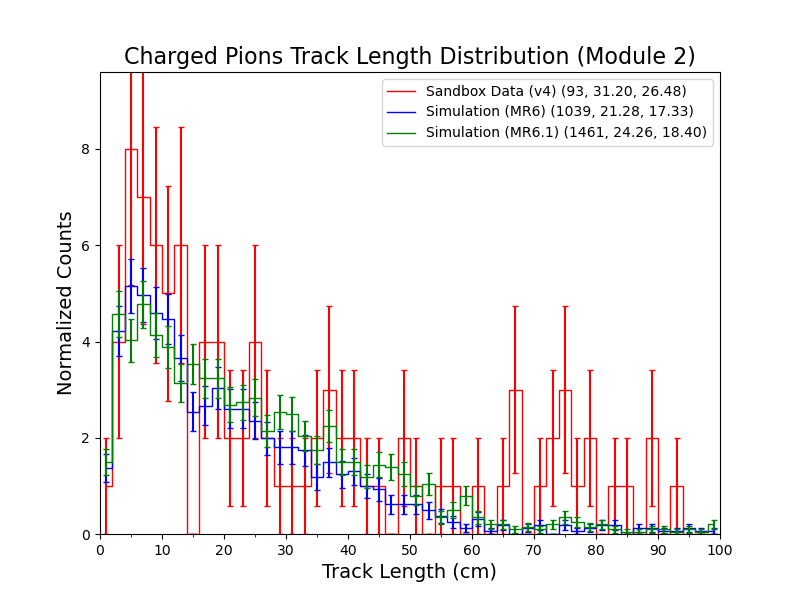 Charged Pions Track Length Distribution (Module 2)
Sandbox Data (v4) (93, 31.20, 26.48)
Simulation (MR6) (1039, 21.28, 17.33)
Simulation (MR6.1) (1461, 24.26, 18.40)
Normalized Counts
8
6
4
2
0
0 10 20 30 40 50 60 70 80 90 100
Track Length (cm)